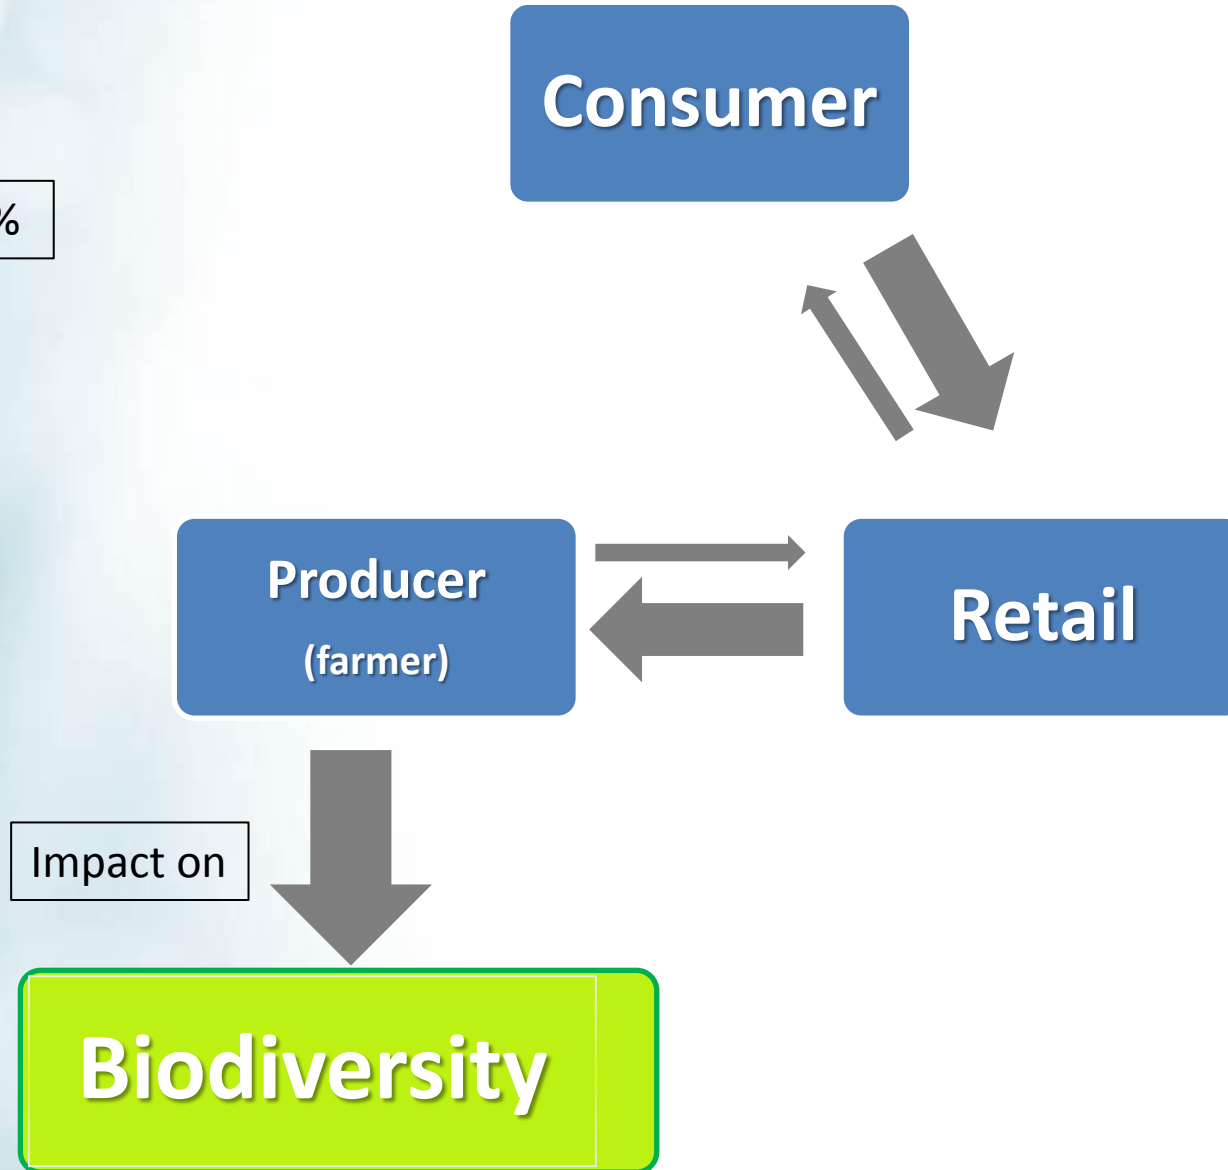 Consumer
%
Producer
(farmer)
Retail
Impact on
Biodiversity